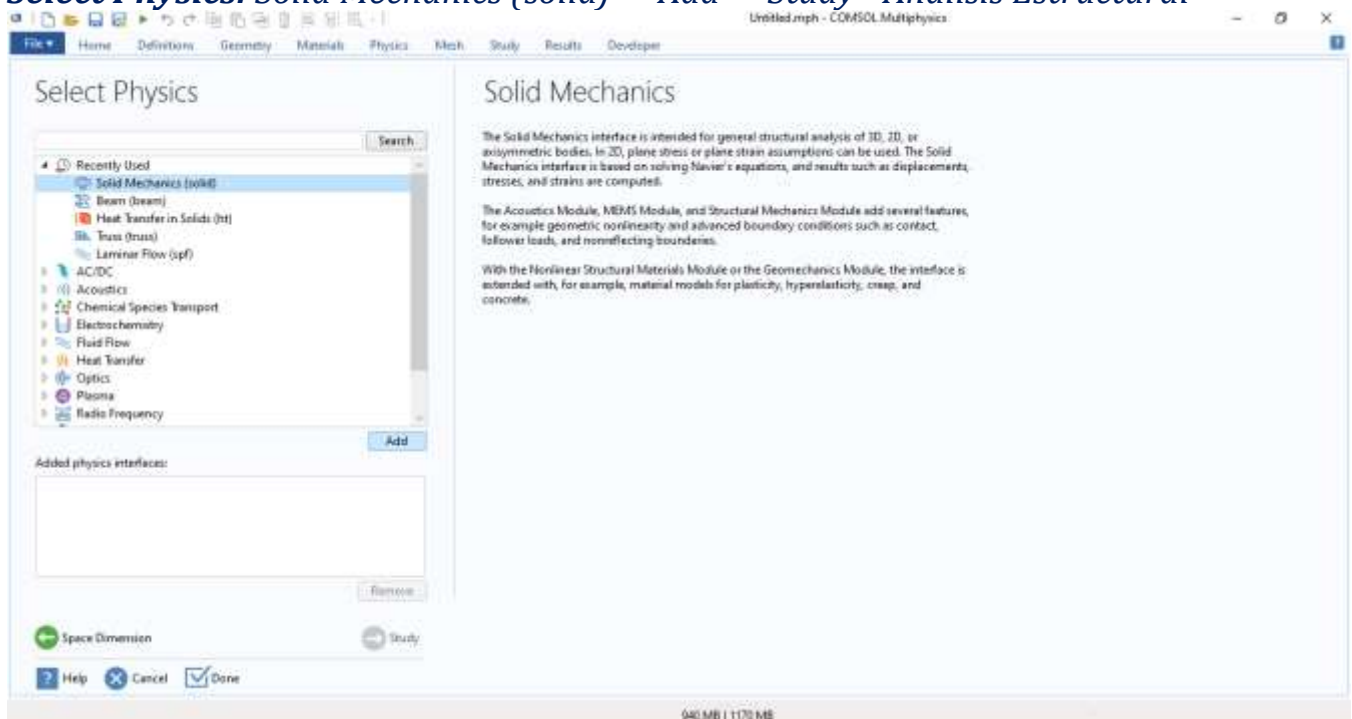 Select Physics: Solid Mechanics (solid) — Add — Study- Análisis Estructural
Untitled.mph - COMSOL Multiphysics
File Home Definitions Geometry Materials Physics Mesh Study Results Developer
Select Physics
Search
Recently Used
Solid Mechanics (solid)
Beam (beam)
Heat Transfer in Solids (ht)
Truss (truss)
Laminar Flow (spf)
AC/DC
Acoustics
Chemical Species Transport
Electrochemistry
Fluid Flow
Heat Transfer
Optics
Plasma
Radio Frequency
Add
Added physics interfaces:
Remove
Space Dimension
Study
Help Cancel Done
Solid Mechanics
The Solid Mechanics interface is intended for general structural analysis of 3D, 2D, or
axisymmetric bodies. In 2D, plane stress or plane strain assumptions can be used. The Solid
Mechanics interface is based on solving Navier's equations, and results such as displacements,
stresses, and strains are computed.
The Acoustics Module, MEMS Module, and Structural Mechanics Module add several features,
for example geometric nonlinearity and advanced boundary conditions such as contact,
follower loads, and nonreflecting boundaries.
With the Nonlinear Structural Materials Module or the Geomechanics Module, the interface is
extended with, for example, material models for plasticity, hyperelasticity, creep, and
concrete.
940 MB | 1170 MB